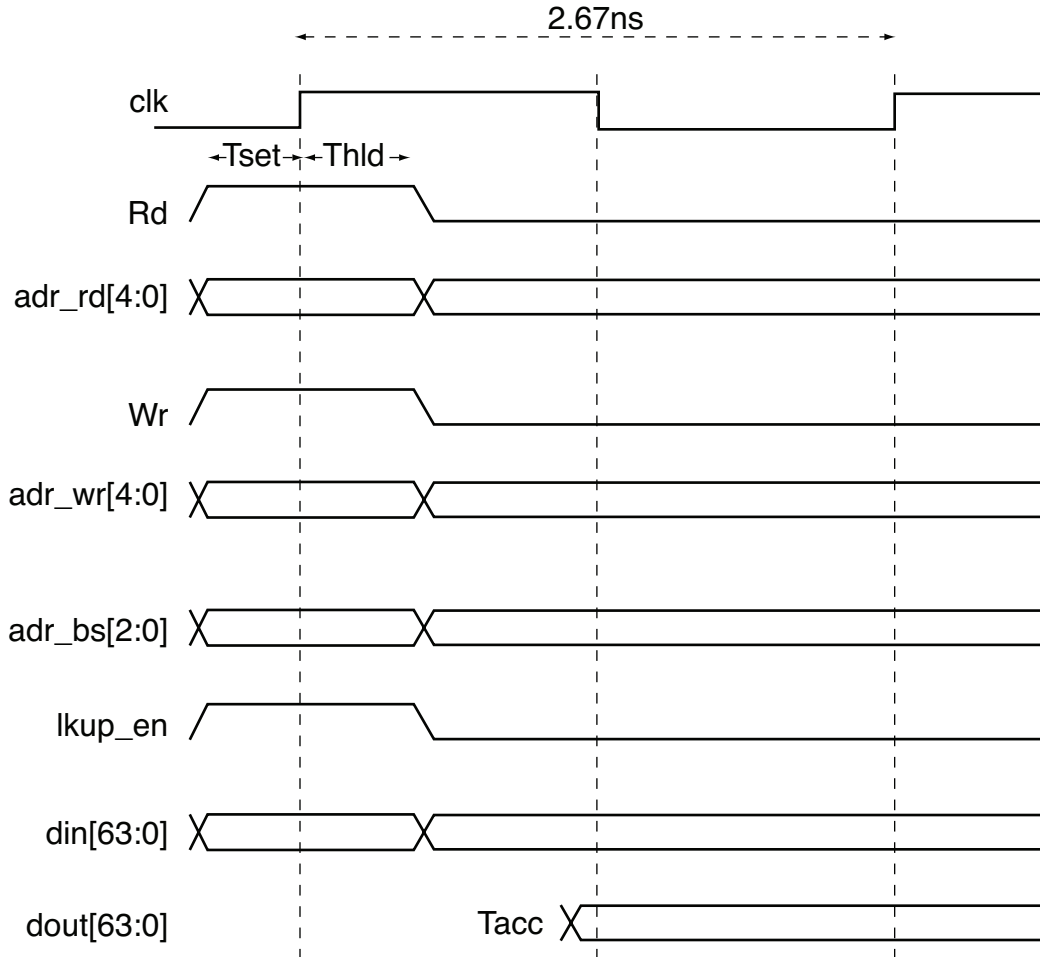 2.67ns
clk
Tset Thld
Rd
adr_rd[4:0]
Wr
adr_wr[4:0]
adr_bs[2:0]
lkup_en
din[63:0]
dout[63:0] Tacc